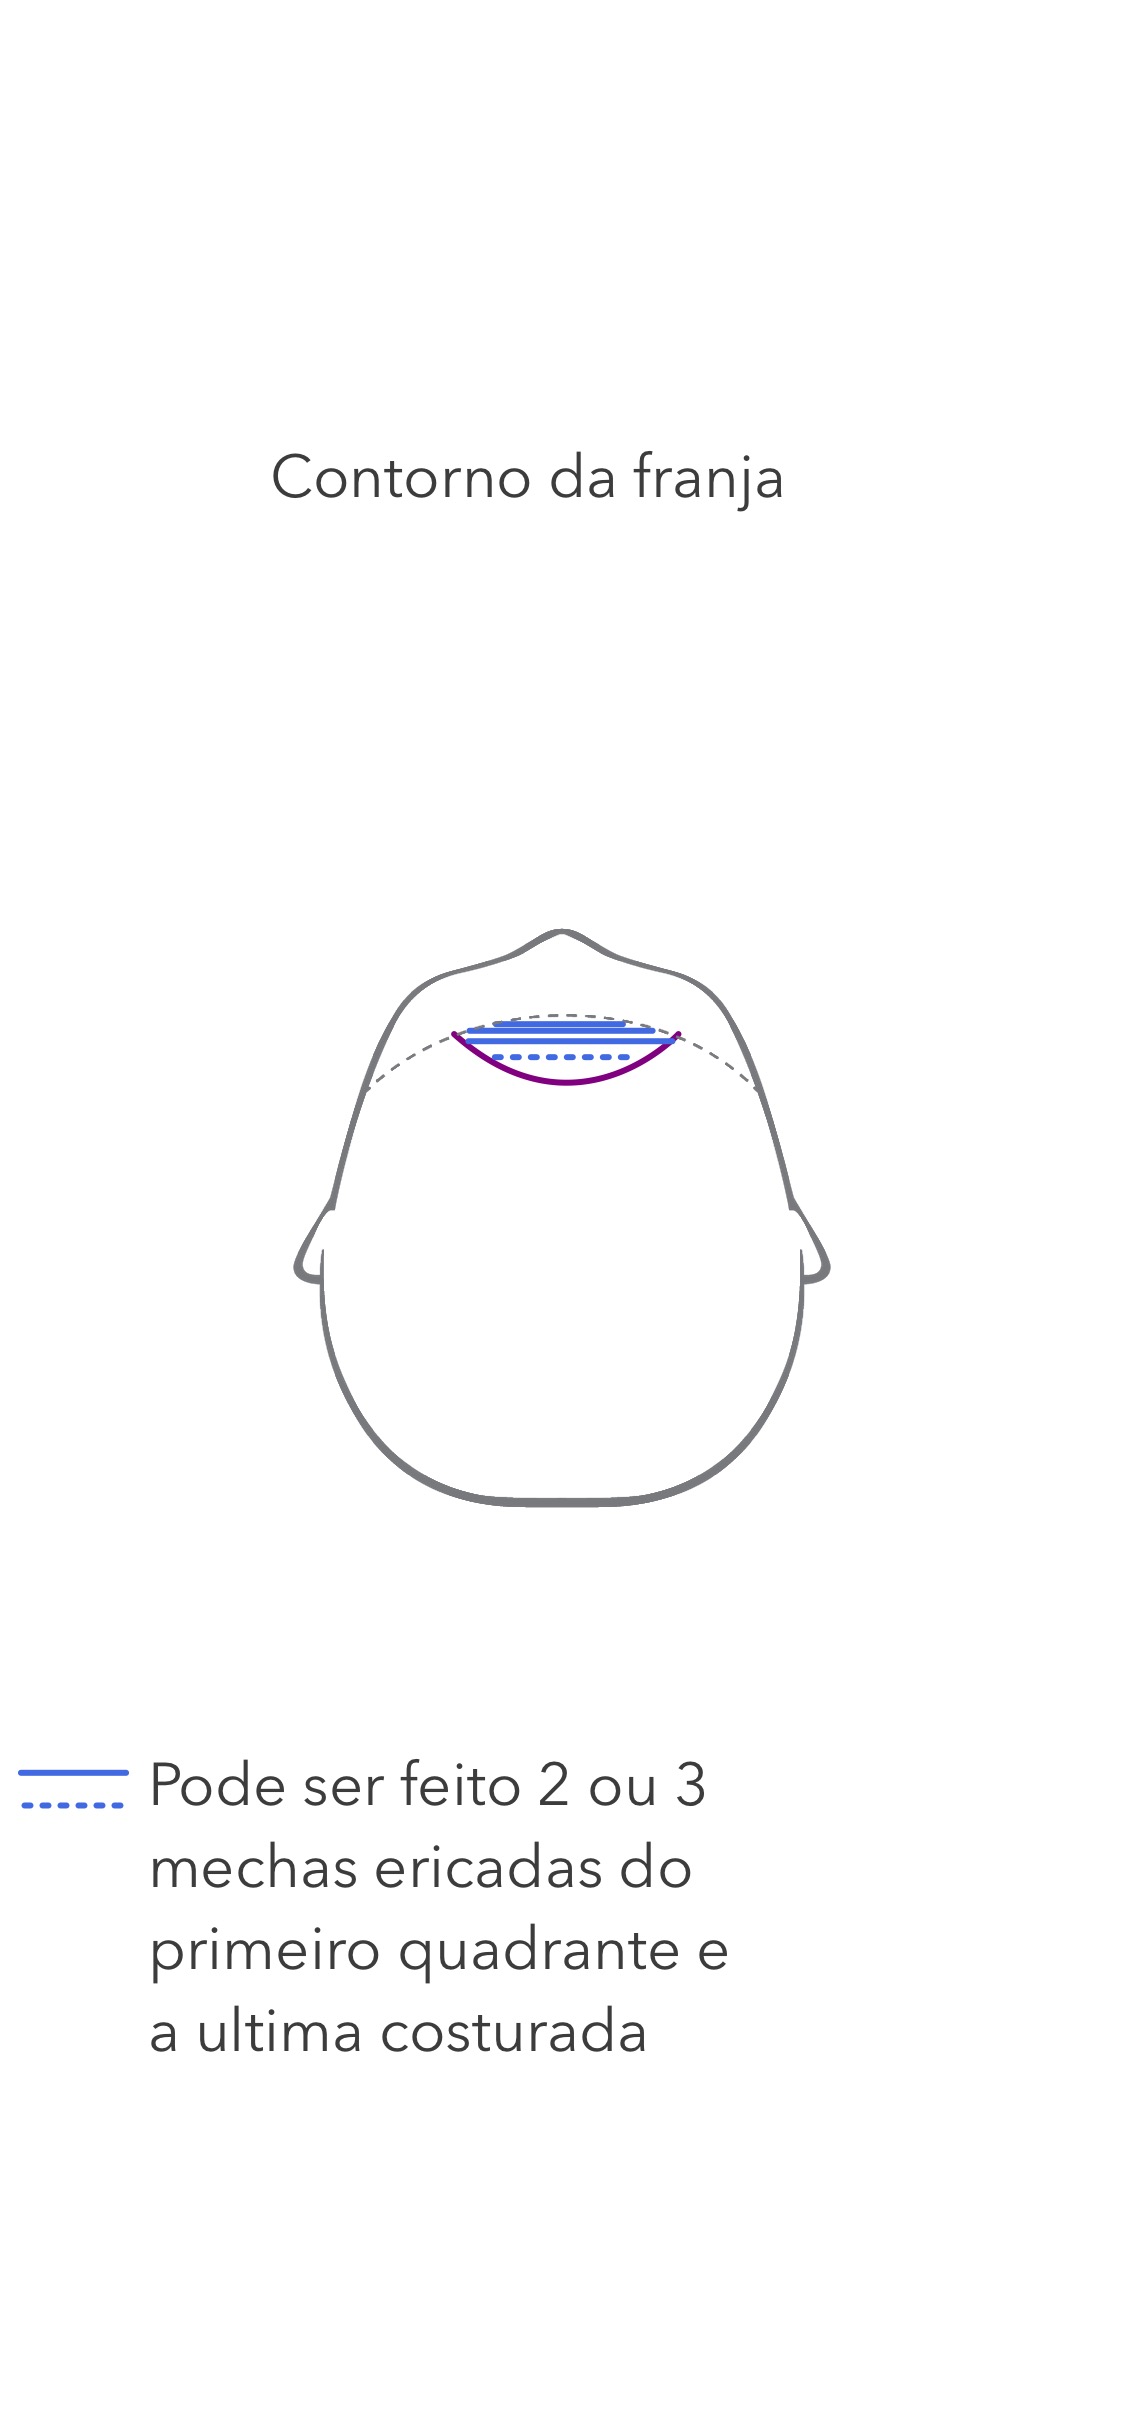 Contorno da franja
Pode ser feito 2 ou 3
mechas ericadas do
primeiro quadrante e
a ultima costurada